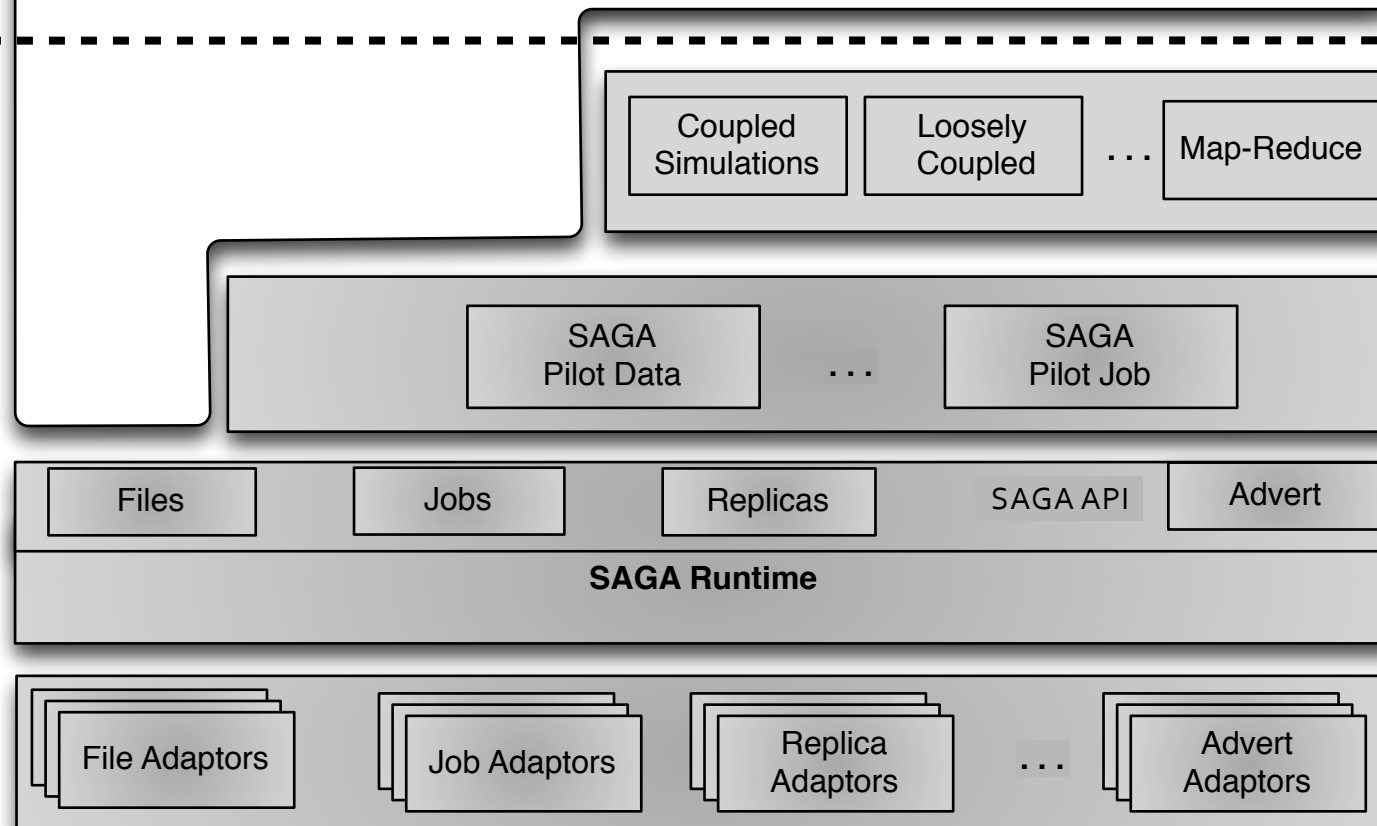 Coupled
Simulations
Loosely
Coupled
. . .
Map-Reduce
SAGA
Pilot Data
. . .
SAGA
Pilot Job
Files
Jobs
Replicas
SAGA API
Advert
SAGA Runtime
File Adaptors
Job Adaptors
Replica
Adaptors
. . .
Advert
Adaptors